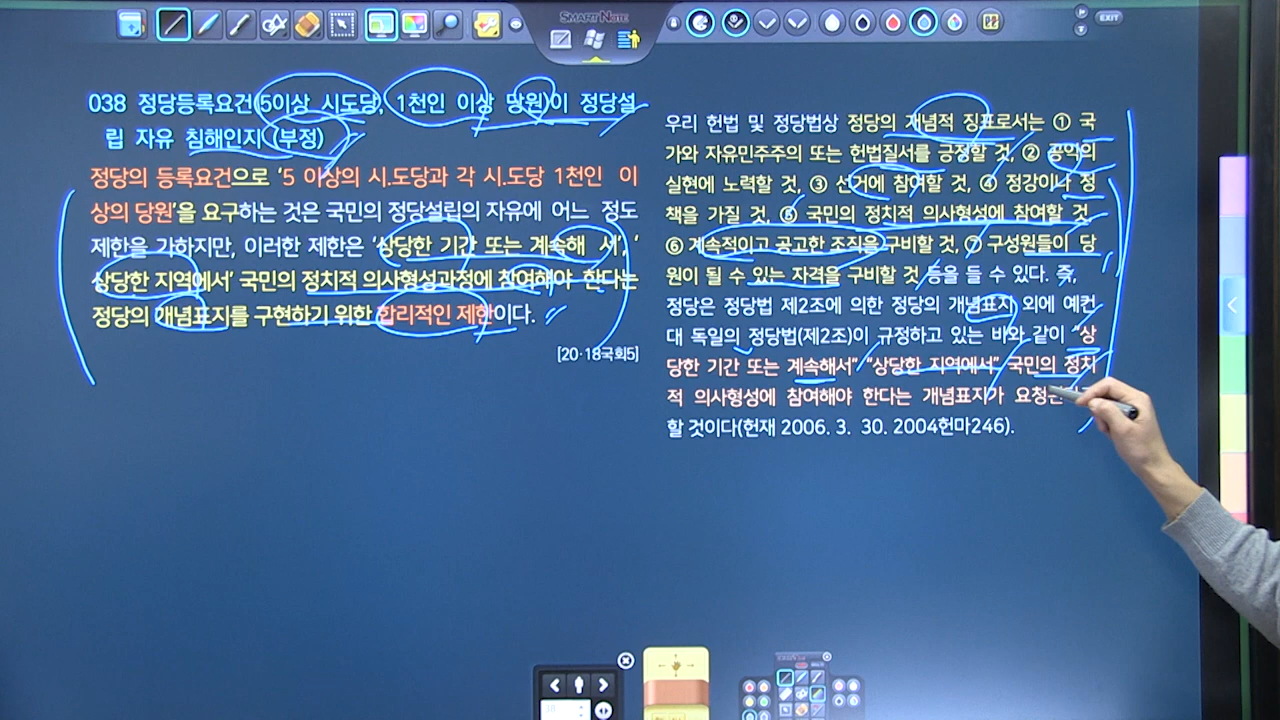 SMARTNOTE
EXIT
038 정당등록요건(5이상 시도당, 1천인 이상 당원)이 정당설
립 자유 침해인지 (부정)
정당의 등록요건으로 '5 이상의 시.도당과 각 시.도당 1천인 이
상의 당원'을 요구하는 것은 국민의 정당설립의 자유에 어느 정도
제한을 가하지만, 이러한 제한은 '상당한 기간 또는 계속해 서', '
상당한 지역에서' 국민의 정치적 의사형성과정에 참여해야 한다는
정당의 개념표지를 구현하기 위한 합리적인 제한이다.
[20·18국회5]
우리 헌법 및 정당법상 정당의 개념적 징표로서는 ① 국
가와 자유민주주의 또는 헌법질서를 긍정할 것, ② 공익의
실현에 노력할 것, ③ 선거에 참여할 것, ④ 정강이나 정
책을 가질 것, ⑤ 국민의 정치적 의사형성에 참여할 것,
⑥ 계속적이고 공고한 조직을 구비할 것, ⑦ 구성원들이 당
원이 될 수 있는 자격을 구비할 것 등을 들 수 있다. 즉,
정당은 정당법 제2조에 의한 정당의 개념표지 외에 예컨
대 독일의 정당법(제2조)이 규정하고 있는 바와 같이 "상
당한 기간 또는 계속해서" "상당한 지역에서" 국민의 정치
적 의사형성에 참여해야 한다는 개념표지가
할 것이다(헌재 2006. 3. 30. 2004헌마246).